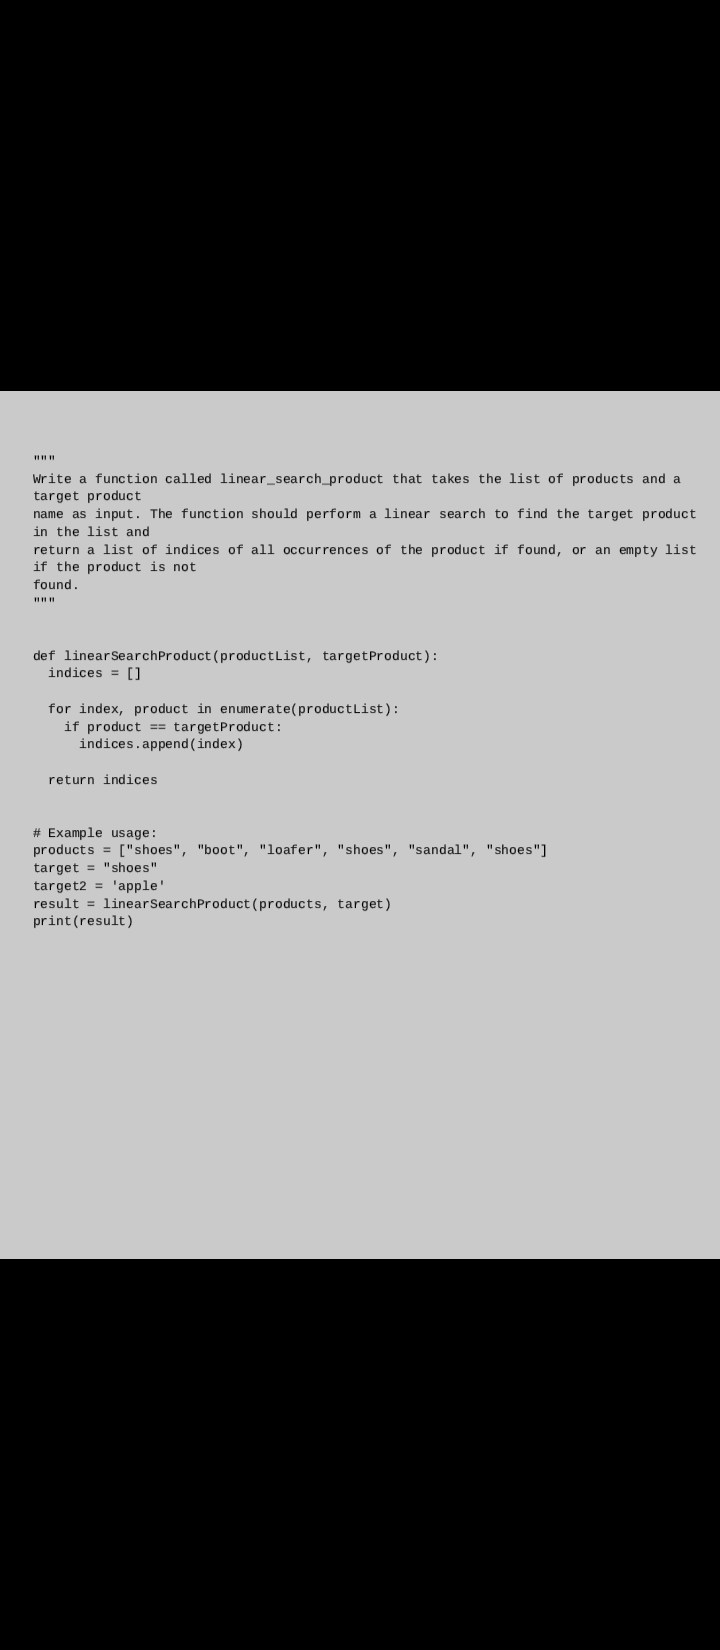 """
Write a function called linear_search_product that takes the list of products and a
target product
name as input. The function should perform a linear search to find the target product
in the list and
return a list of indices of all occurrences of the product if found, or an empty list
if the product is not
found.
"""
def linearSearchProduct(productList, targetProduct):
  indices = []
  for index, product in enumerate(productList):
    if product == targetProduct:
      indices.append(index)
  return indices
# Example usage:
products = ["shoes", "boot", "loafer", "shoes", "sandal", "shoes"]
target = "shoes"
target2 = 'apple'
result = linearSearchProduct(products, target)
print(result)